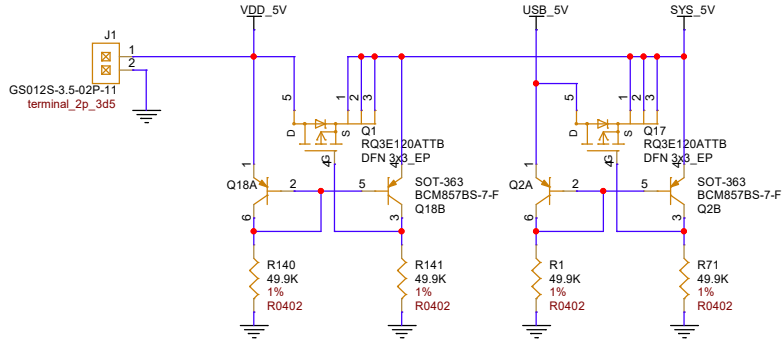 VDD_5V
USB_5V
SYS_5V
J1
1
2
GS012S-3.5-02P-11
terminal_2p_3d5
5
1
2
3
D
S
4
G
Q1
RQ3E120ATTB
DFN 3x3_EP
5
1
2
3
D
S
4
G
Q17
RQ3E120ATTB
DFN 3x3_EP
1
Q18A
2
6
5
4
3
SOT-363
BCM857BS-7-F
Q18B
1
Q2A
2
6
5
4
3
SOT-363
BCM857BS-7-F
Q2B
R140
49.9K
1%
R0402
R141
49.9K
1%
R0402
R1
49.9K
1%
R0402
R71
49.9K
1%
R0402